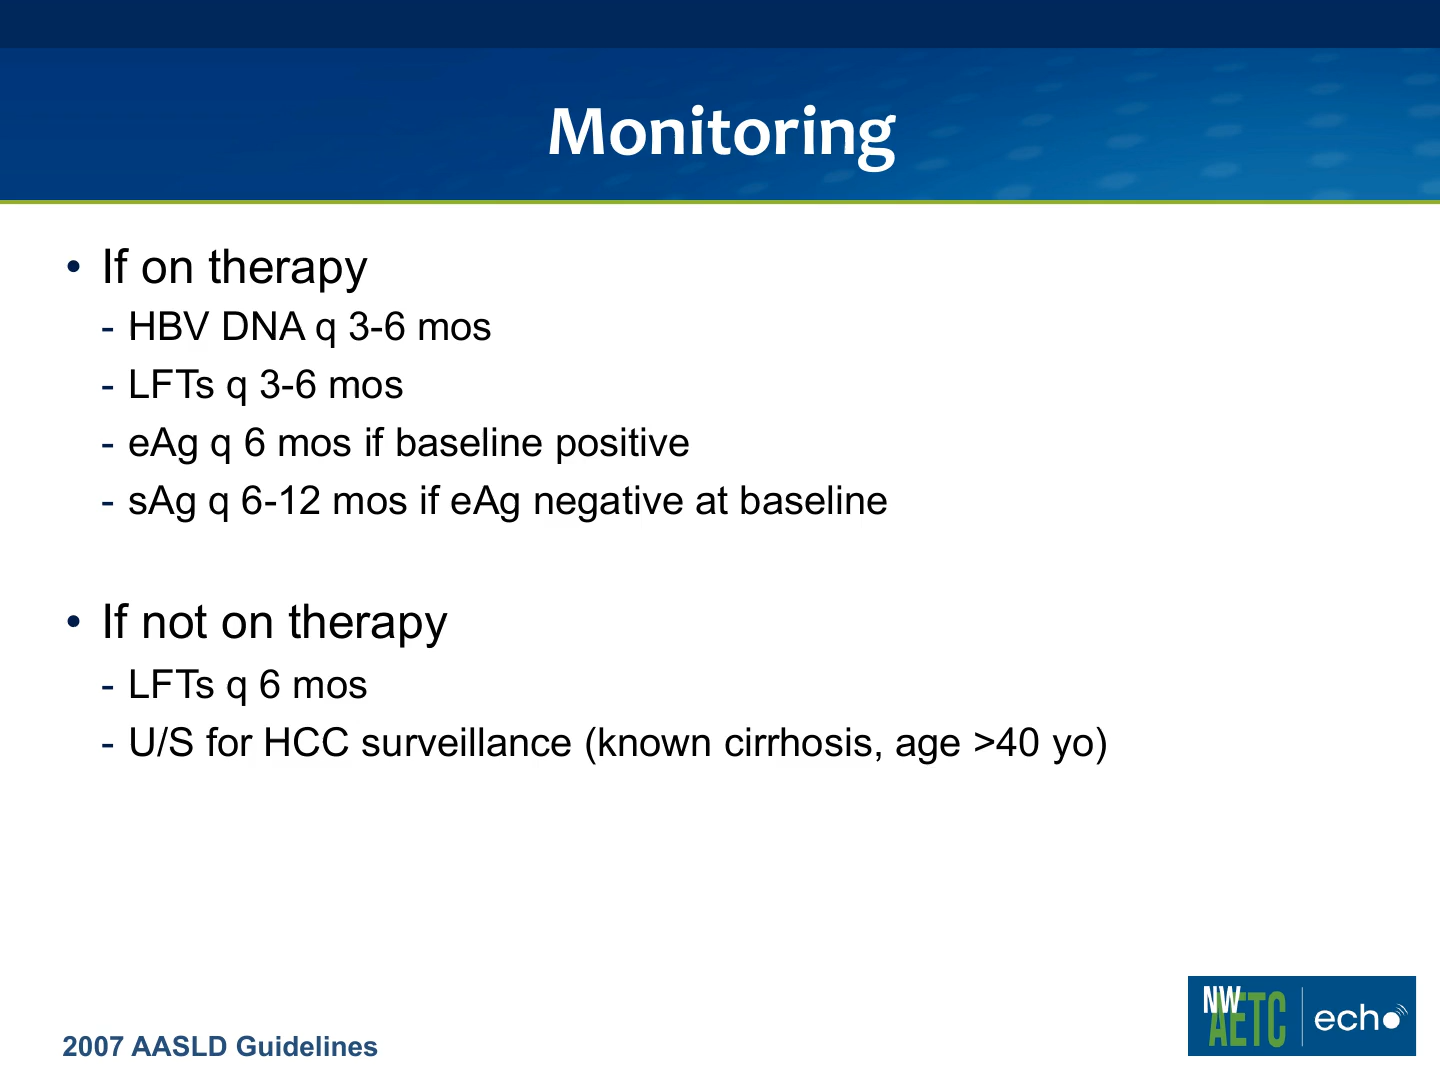 Monitoring
• If on therapy
- HBV DNA q 3-6 mos
- LFTs q 3-6 mos
- eAg q 6 mos if baseline positive
- sAg q 6-12 mos if eAg negative at baseline
• If not on therapy
- LFTs q 6 mos
- U/S for HCC surveillance (known cirrhosis, age >40 yo)
2007 AASLD Guidelines
NW
AETC
echo